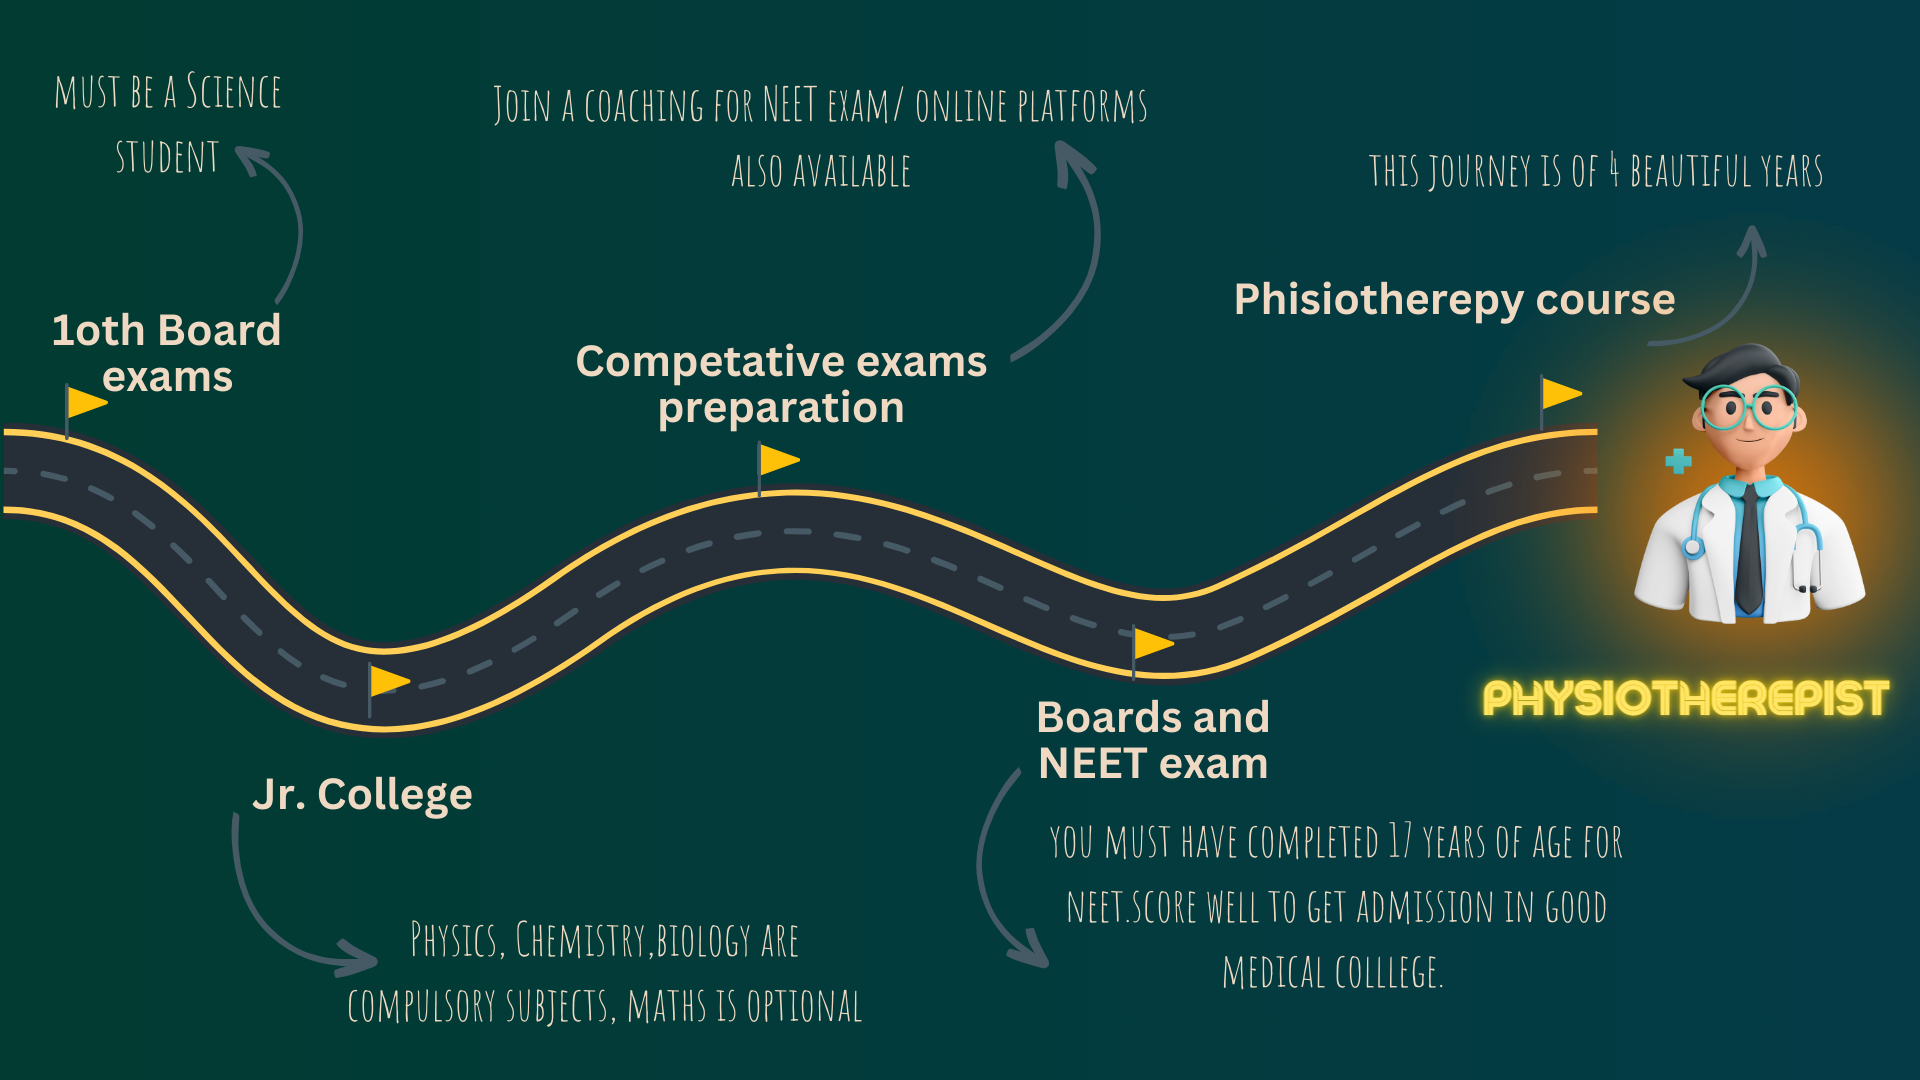 must be a Science
student
1oth Board
exams
Jr. College
Physics, Chemistry,biology are
compulsory subjects, maths is optional
Join a coaching for NEET exam/ online platforms
also available
Competative exams
preparation
Boards and
NEET exam
you must have completed 17 years of age for
neet.score well to get admission in good
medical colllege.
this journey is of 4 beautiful years
Phisiotherepy course
PHYSIOTHEREPIST